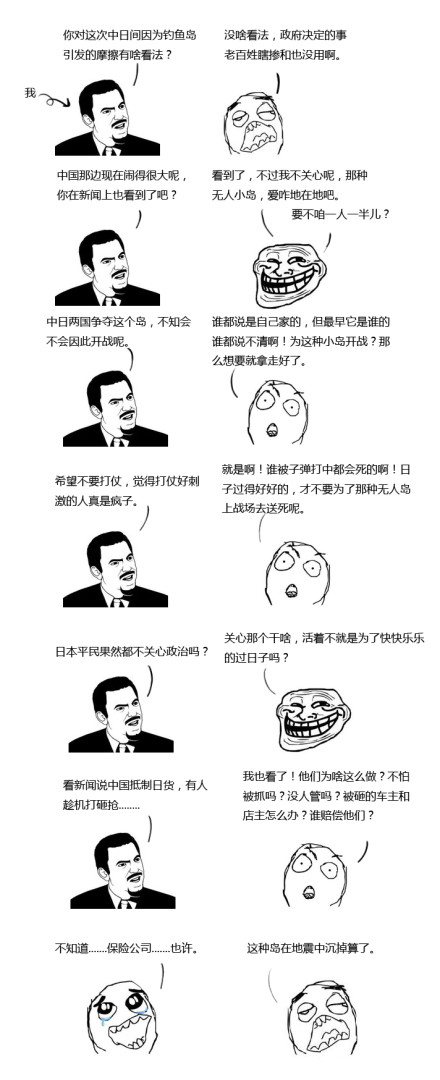 你对这次中日间因为钓鱼岛
引发的摩擦有啥看法？
我
没啥看法，政府决定的事
老百姓瞎掺和也没用啊。
中国那边现在闹得很大呢，
你在新闻上也看到了吧？
看到了，不过我不关心呢，那种
无人小岛，爱咋地在地吧。
要不咱一人一半儿？
中日两国争夺这个岛，不知会
不会因此开战呢。
谁都说是自己家的，但最早它是谁的
谁都说不清啊！为这种小岛开战？那
么想要就拿走好了。
希望不要打仗，觉得打仗好刺
激的人真是疯子。
就是啊！谁被子弹打中都会死的啊！日
子过得好好的，才不要为了那种无人岛
上战场去送死呢。
日本平民果然都不关心政治吗？
关心那个干啥，活着不就是为了快快乐乐
的过日子吗？
看新闻说中国抵制日货，有人
趁机打砸抢........
我也看了！他们为啥这么做？不怕
被抓吗？没人管吗？被砸的车主和
店主怎么办？谁赔偿他们？
不知道.......保险公司.......也许。
这种岛在地震中沉掉算了。